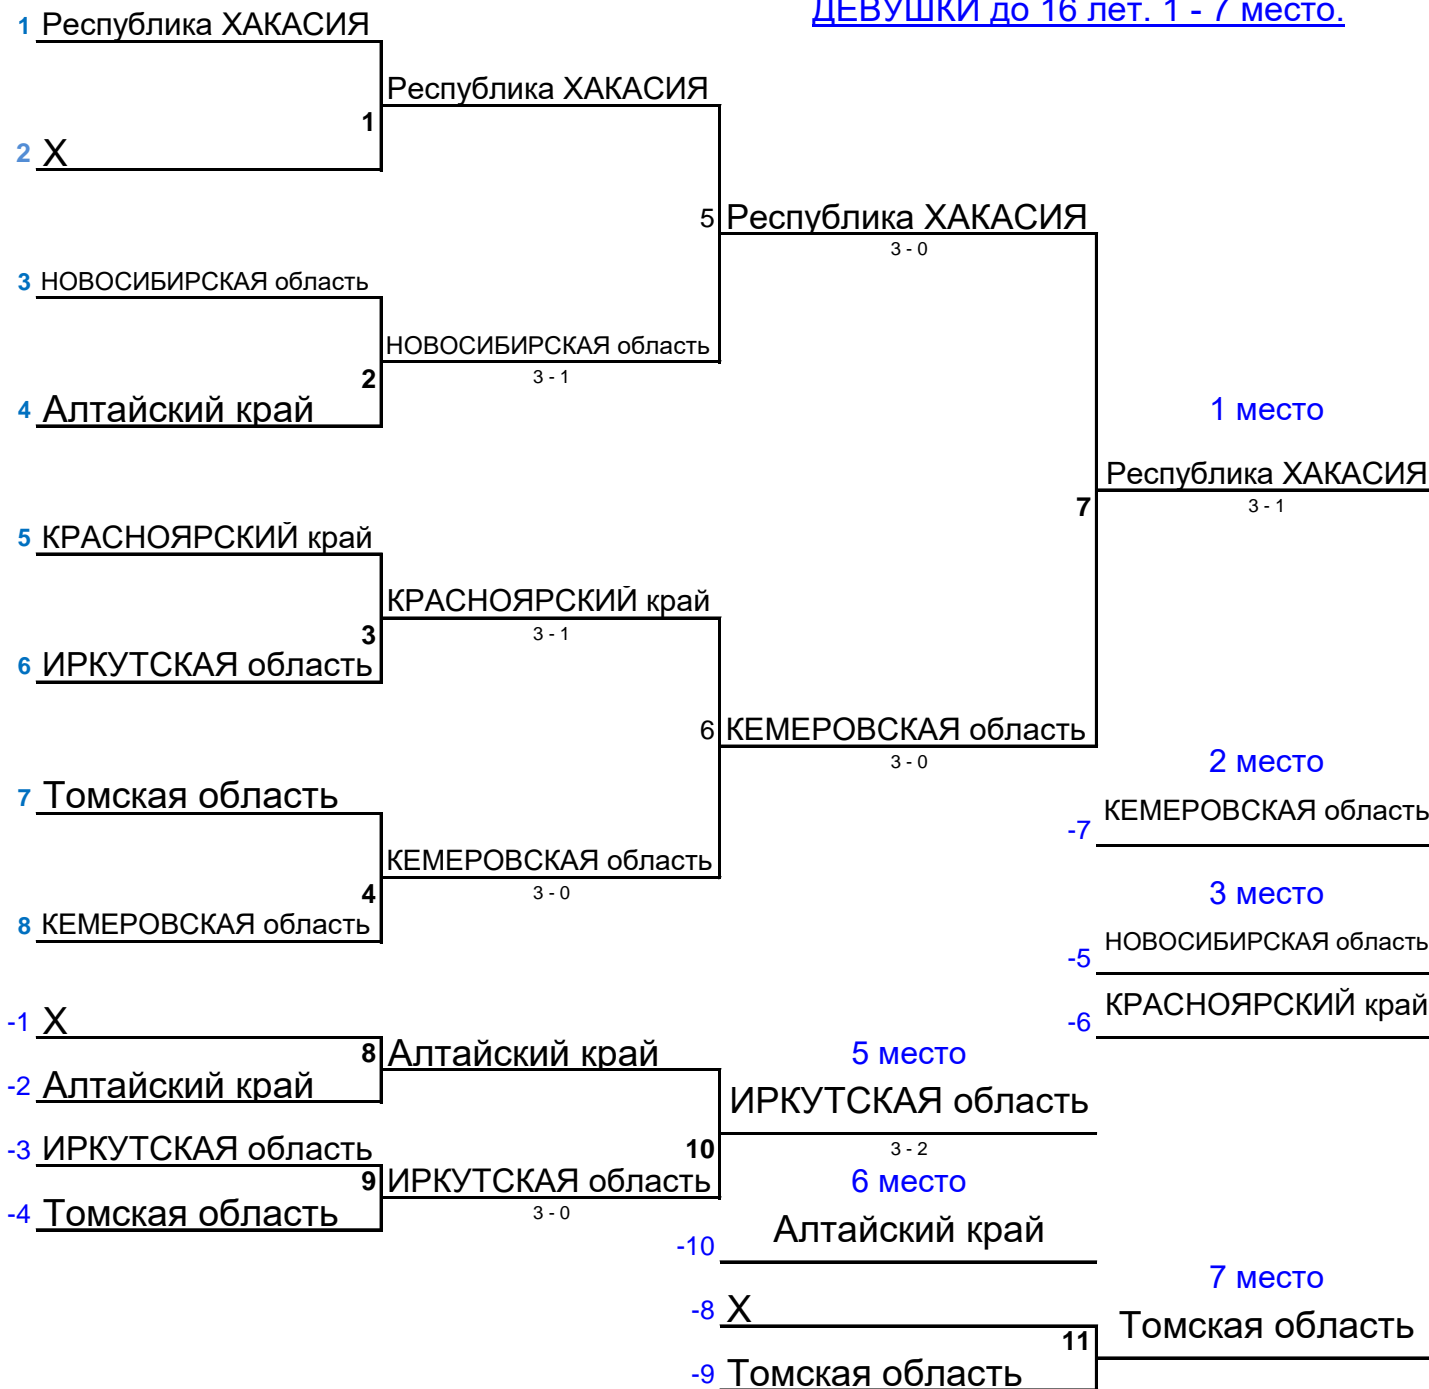 ДЕВУШКИ до 16 лет. 1 - 7 место.
1 Республика ХАКАСИЯ
Республика ХАКАСИЯ
1
2 X
5 Республика ХАКАСИЯ
3 - 0
3 НОВОСИБИРСКАЯ область
НОВОСИБИРСКАЯ область
3 - 1
2
4 Алтайский край
1 место
Республика ХАКАСИЯ
7
3 - 1
5 КРАСНОЯРСКИЙ край
КРАСНОЯРСКИЙ край
3 - 1
3
6 ИРКУТСКАЯ область
6 КЕМЕРОВСКАЯ область
3 - 0
2 место
7 Томская область
-7 КЕМЕРОВСКАЯ область
КЕМЕРОВСКАЯ область
3 - 0
4
3 место
8 КЕМЕРОВСКАЯ область
-5 НОВОСИБИРСКАЯ область
-6 КРАСНОЯРСКИЙ край
-1 X
8 Алтайский край
5 место
-2 Алтайский край
ИРКУТСКАЯ область
-3 ИРКУТСКАЯ область
10
3 - 2
9 ИРКУТСКАЯ область
6 место
-4 Томская область
3 - 0
Алтайский край
-10
7 место
-8 X
Томская область
11
-9 Томская область